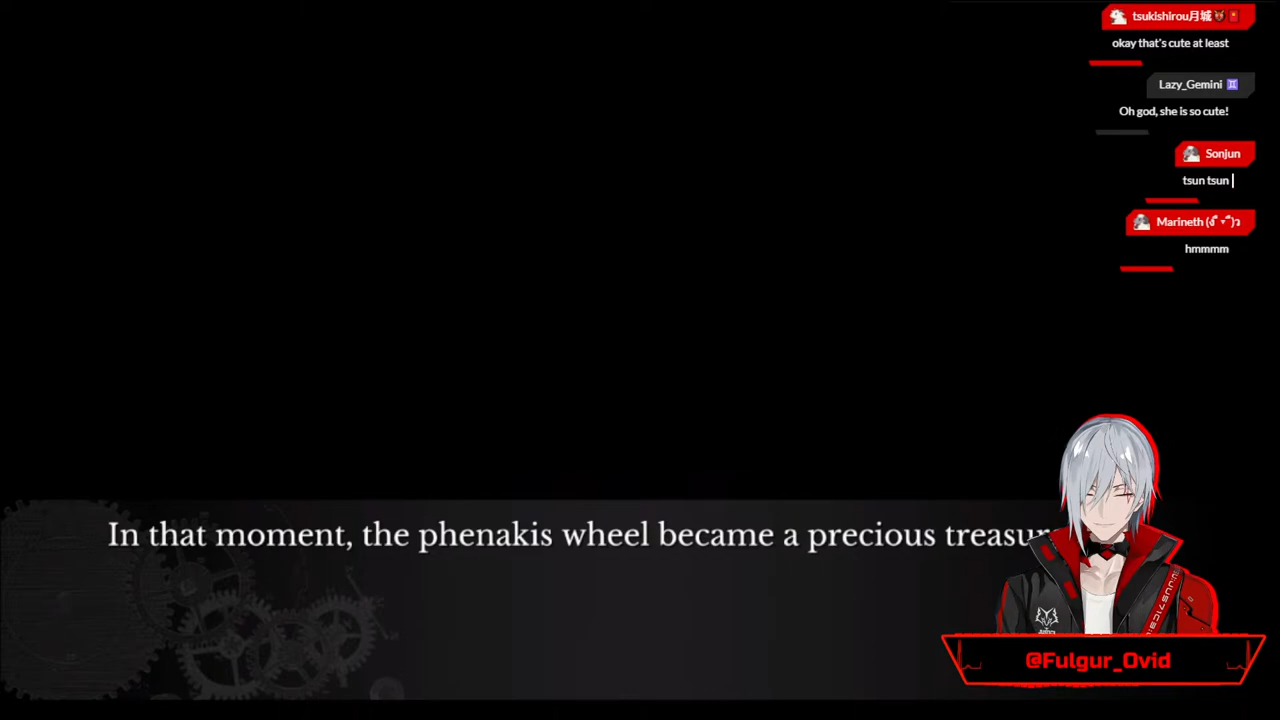 tsukishirou月城
okay that's cute at least
Lazy_Gemini
Oh god, she is so cute!
Sonjun
tsun tsun
Marineth
hmmmm
In that moment, the phenakis wheel became a precious
@Fulgur_Ovid